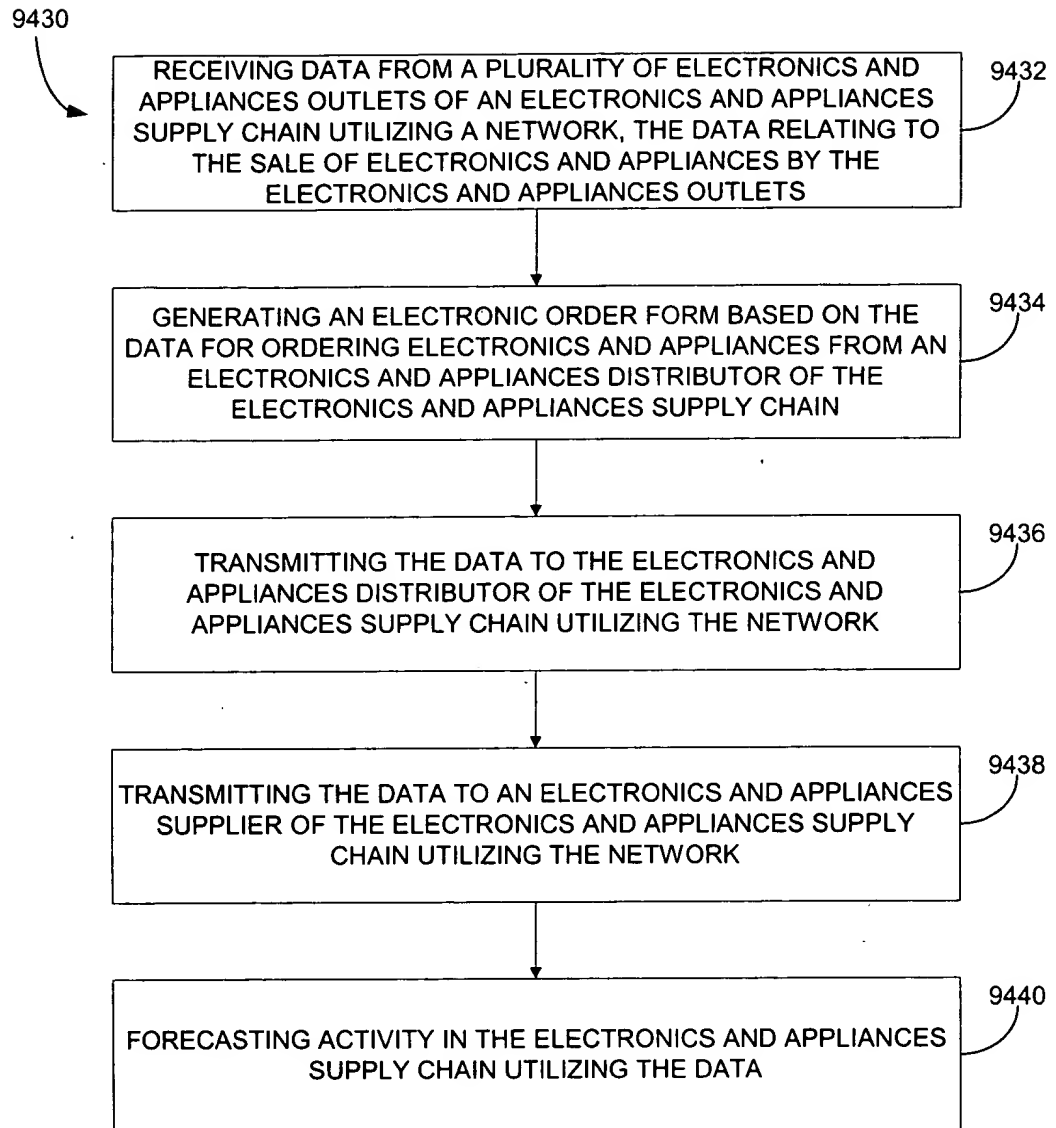 9430
RECEIVING DATA FROM A PLURALITY OF ELECTRONICS AND
APPLIANCES OUTLETS OF AN ELECTRONICS AND APPLIANCES
SUPPLY CHAIN UTILIZING A NETWORK, THE DATA RELATING TO
THE SALE OF ELECTRONICS AND APPLIANCES BY THE
ELECTRONICS AND APPLIANCES OUTLETS
9432
GENERATING AN ELECTRONIC ORDER FORM BASED ON THE
DATA FOR ORDERING ELECTRONICS AND APPLIANCES FROM AN
ELECTRONICS AND APPLIANCES DISTRIBUTOR OF THE
ELECTRONICS AND APPLIANCES SUPPLY CHAIN
9434
TRANSMITTING THE DATA TO THE ELECTRONICS AND
APPLIANCES DISTRIBUTOR OF THE ELECTRONICS AND
APPLIANCES SUPPLY CHAIN UTILIZING THE NETWORK
9436
TRANSMITTING THE DATA TO AN ELECTRONICS AND APPLIANCES
SUPPLIER OF THE ELECTRONICS AND APPLIANCES SUPPLY
CHAIN UTILIZING THE NETWORK
9438
FORECASTING ACTIVITY IN THE ELECTRONICS AND APPLIANCES
SUPPLY CHAIN UTILIZING THE DATA
9440